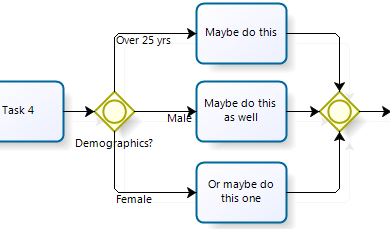 Over 25 yrs
Maybe do this
Task 4
Male
Maybe do this
as well
Demographics?
Female
Or maybe do
this one